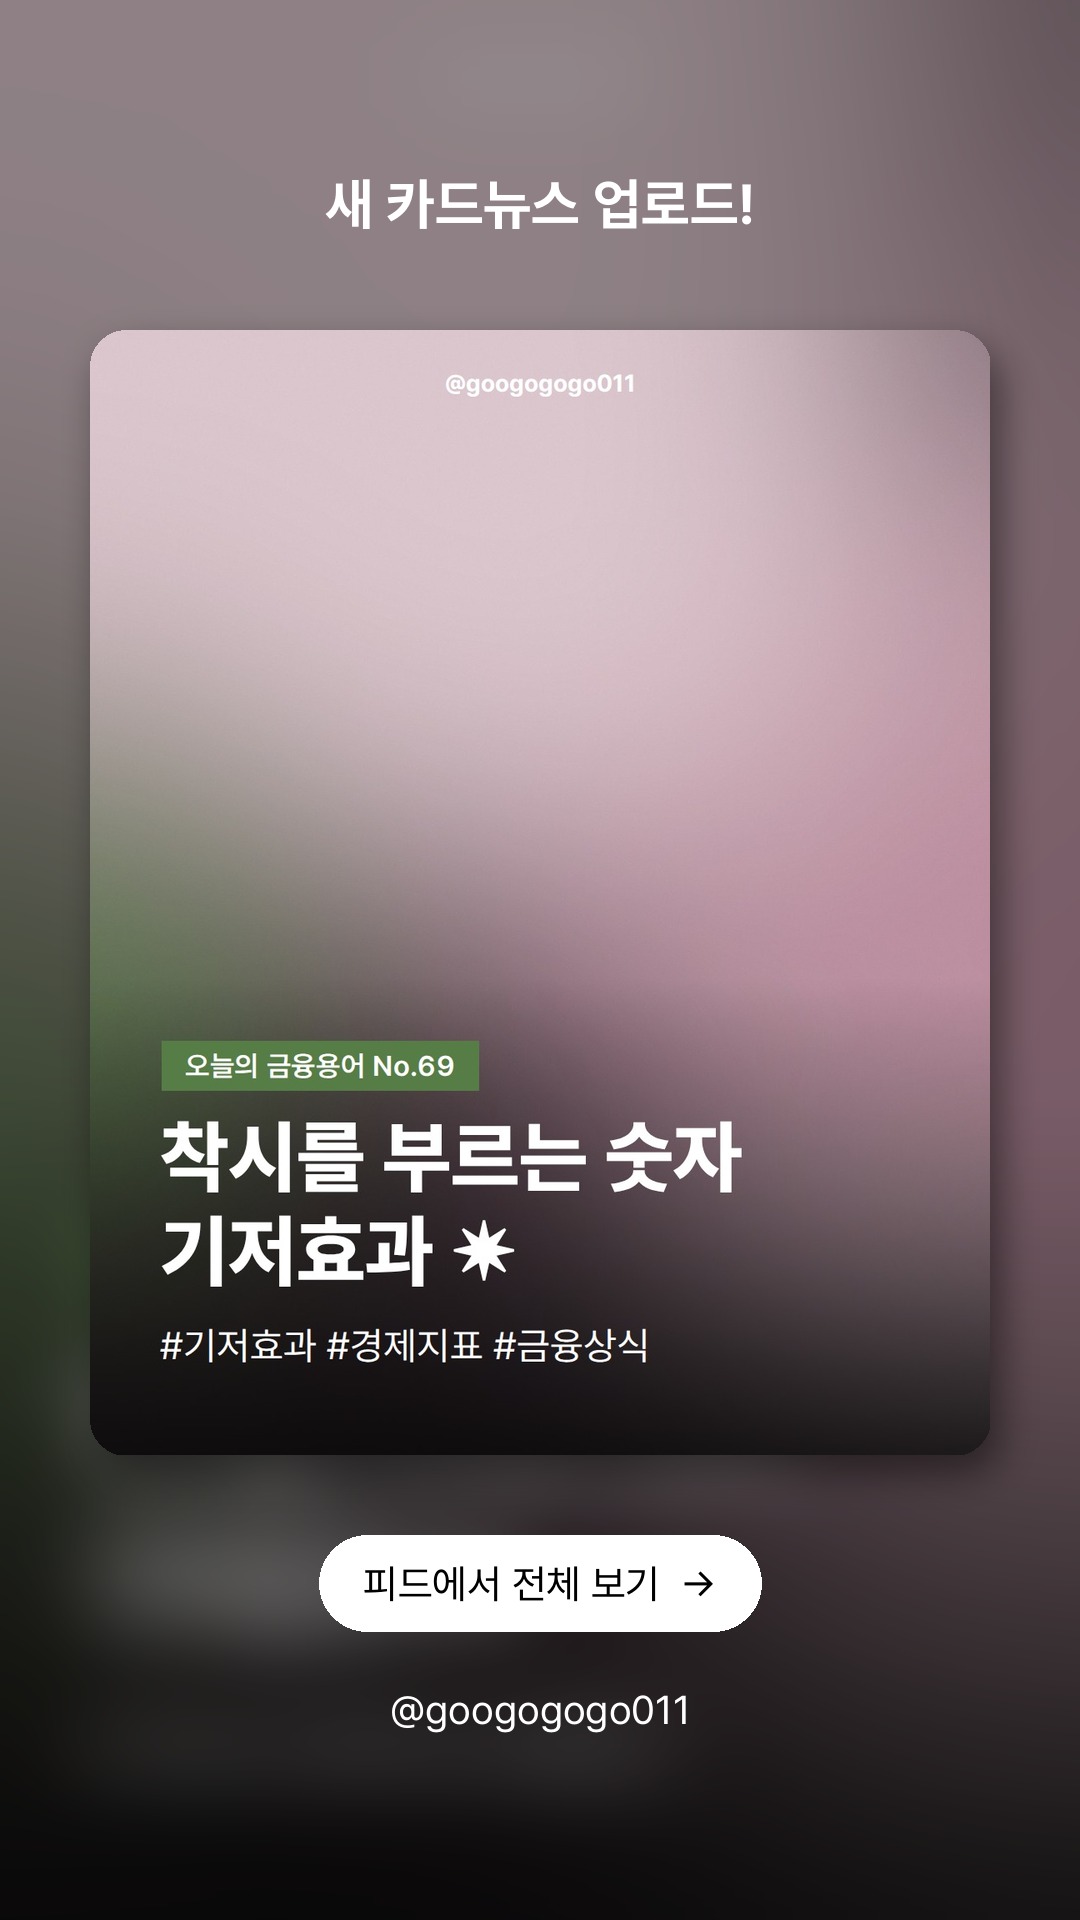 새 카드뉴스 업로드!
@googogogo011
오늘의 금융용어 No.69
착시를 부르는 숫자
기저효과 ✷
#기저효과 #경제지표 #금융상식
피드에서 전체 보기 →
@googogogo011